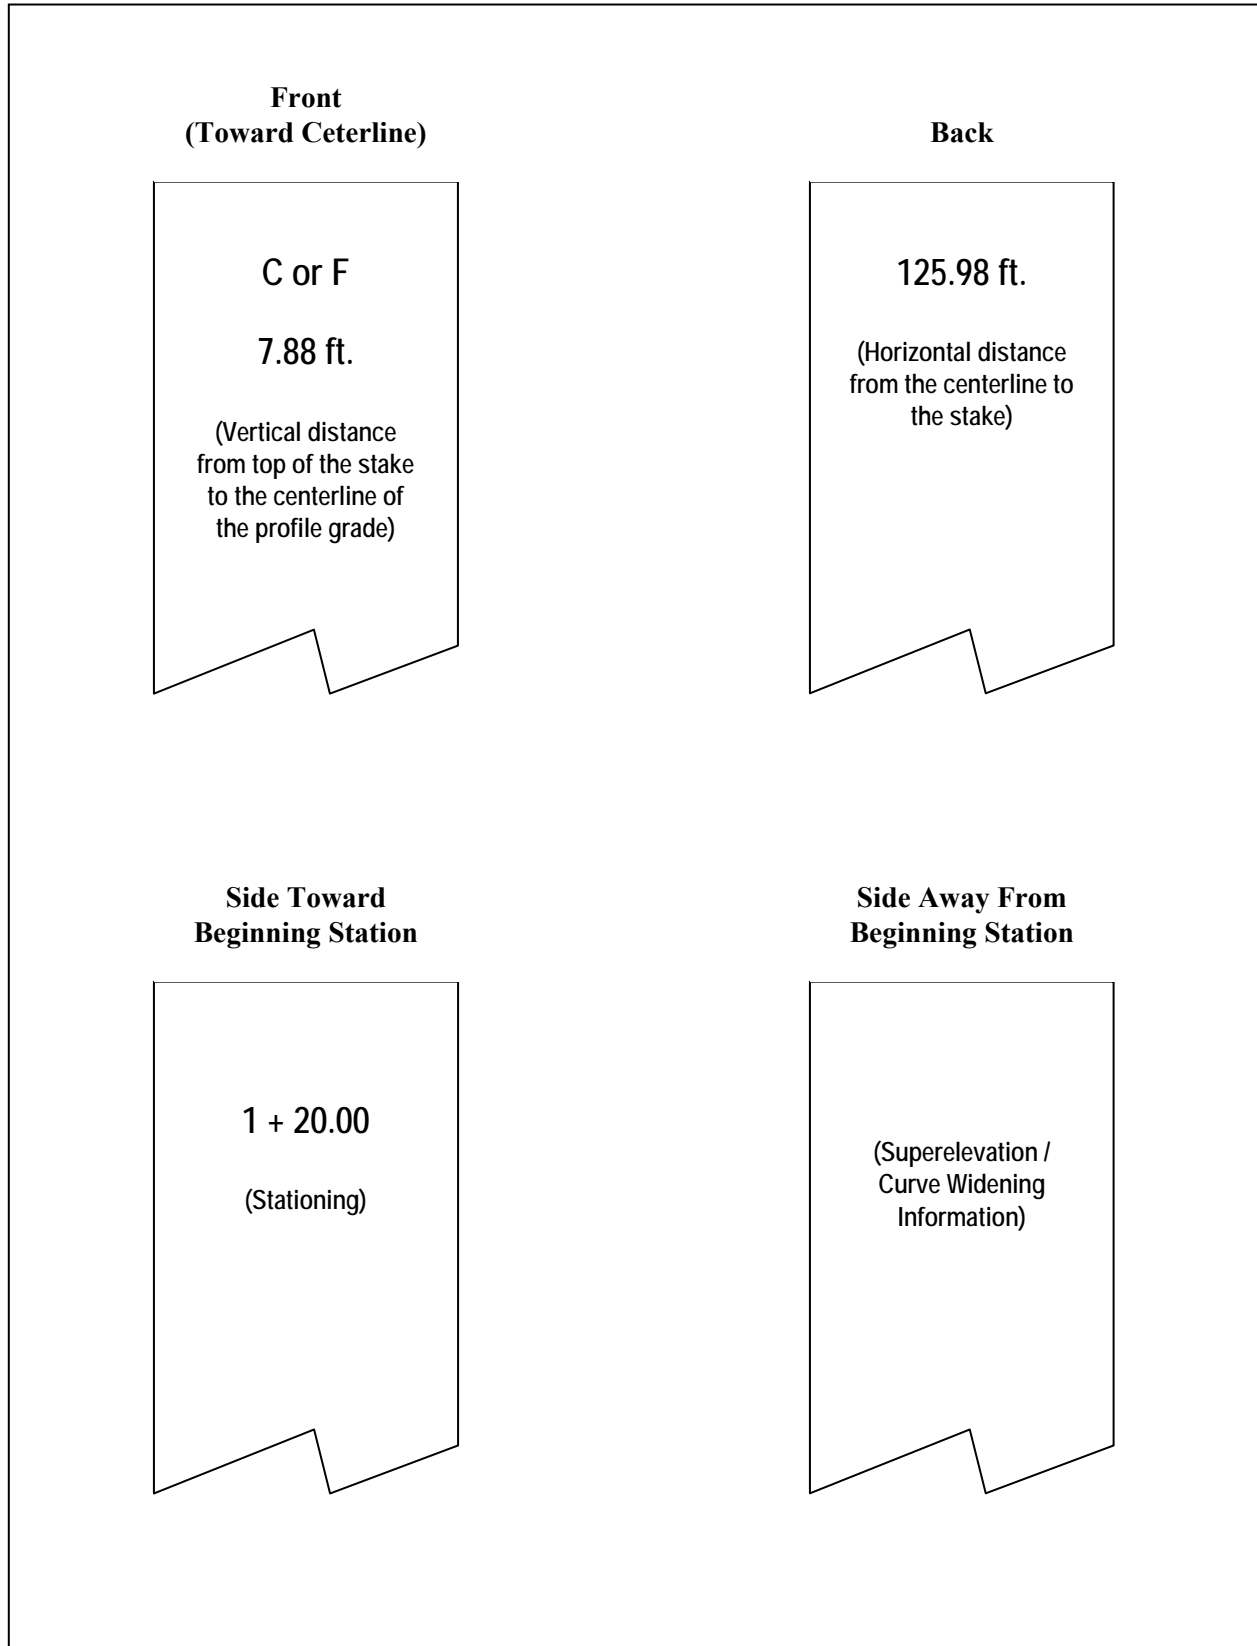 Front
(Toward Ceterline)
Back
C or F
7.88 ft.
(Vertical distance
from top of the stake
to the centerline of
the profile grade)
125.98 ft.
(Horizontal distance
from the centerline to
the stake)
Side Toward
Beginning Station
Side Away From
Beginning Station
1 + 20.00
(Stationing)
(Superelevation /
Curve Widening
Information)